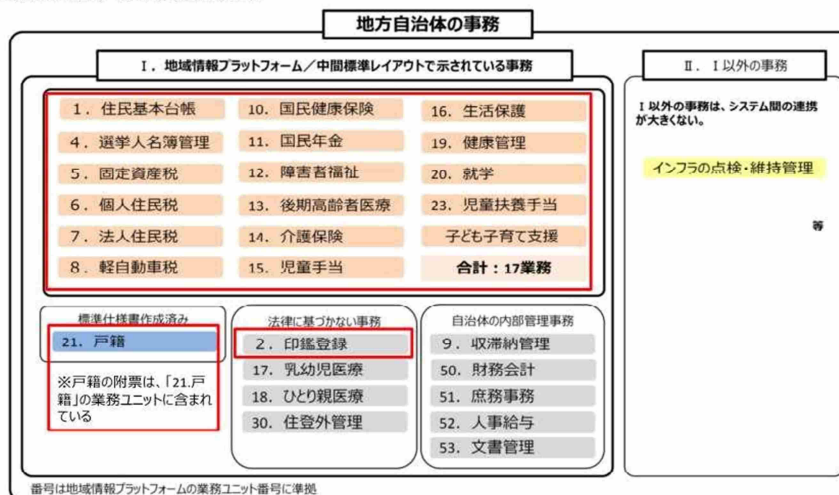 地方自治体の事務
Ⅰ．地域情報プラットフォーム／中間標準レイアウトで示されている事務
1．住民基本台帳
4．選挙人名簿管理
5．固定資産税
6．個人住民税
7．法人住民税
8．軽自動車税
10．国民健康保険
11．国民年金
12．障害者福祉
13．後期高齢者医療
14．介護保険
15．児童手当
16．生活保護
19．健康管理
20．就学
23．児童扶養手当
子ども子育て支援
合計：17業務
標準仕様書作成済み
21．戸籍
※戸籍の附票は、「21.戸
籍」の業務ユニットに含まれ
ている
法律に基づかない事務
2．印鑑登録
17．乳幼児医療
18．ひとり親医療
30．住登外管理
自治体の内部管理事務
9．収滞納管理
50．財務会計
51．庶務事務
52．人事給与
53．文書管理
Ⅱ．Ⅰ以外の事務
Ⅰ以外の事務は、システム間の連携
が大きくない。
インフラの点検・維持管理
等
番号は地域情報プラットフォームの業務ユニット番号に準拠